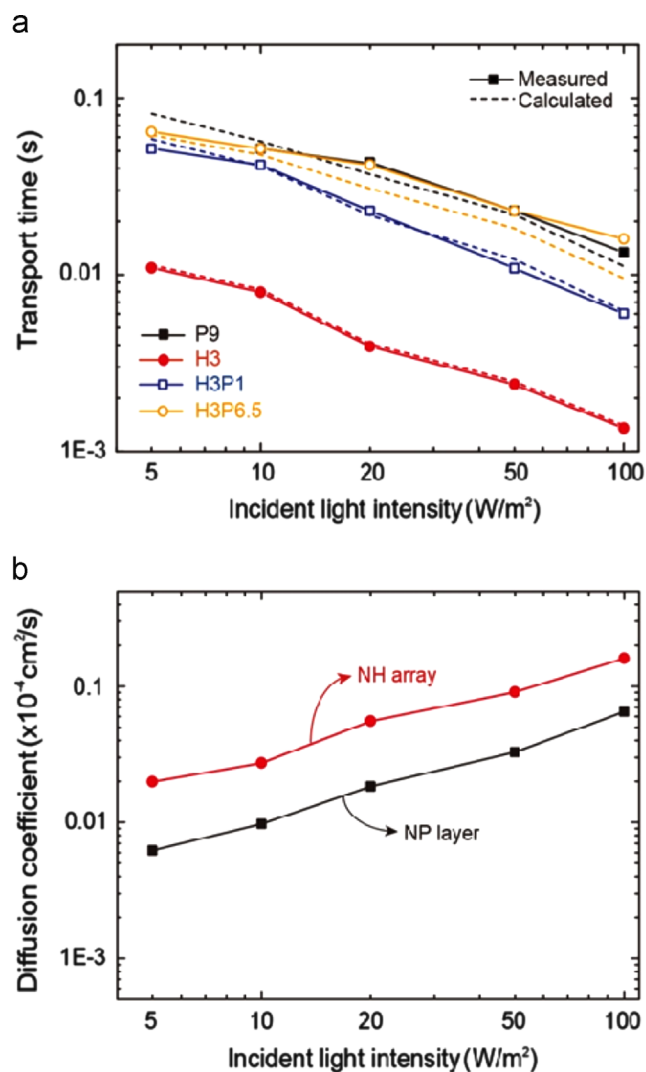 a
Transport time (s)
0.1
0.01
1E-3
Measured
Calculated
P9
H3
H3P1
H3P6.5
5 10 20 50 100
Incident light intensity (W/m²)
b
Diffusion coefficient (x10⁻⁴cm²/s)
0.1
0.01
1E-3
NH array
NP layer
5 10 20 50 100
Incident light intensity (W/m²)